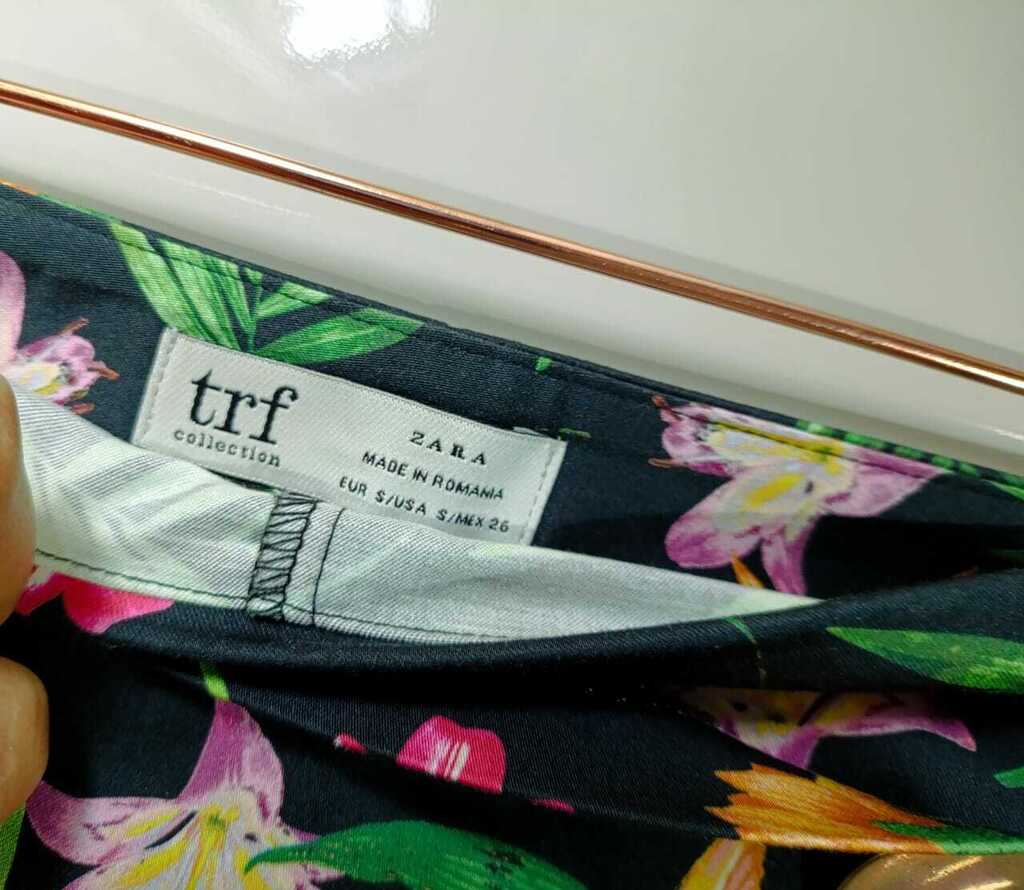 trf
collection
ZARA
MADE IN ROMANIA
EUR S/USA S/MEX 26